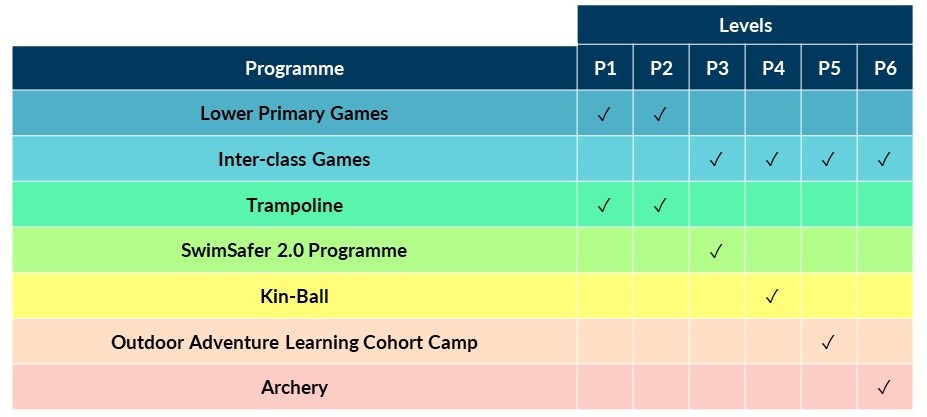 Levels
Programme P1 P2 P3 P4 P5 P6
Lower Primary Games ✓ ✓
Inter-class Games ✓ ✓ ✓ ✓
Trampoline ✓ ✓
SwimSafer 2.0 Programme ✓
Kin-Ball ✓
Outdoor Adventure Learning Cohort Camp ✓
Archery ✓